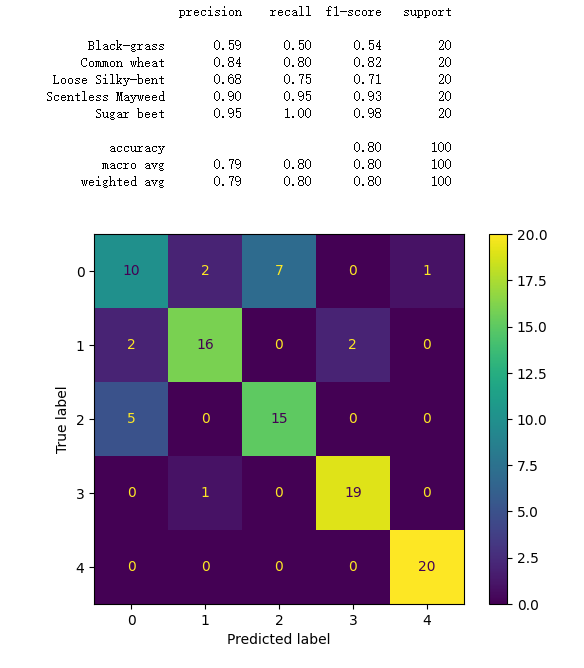 precision recall f1-score support
Black-grass 0.59 0.50 0.54 20
Common wheat 0.84 0.80 0.82 20
Loose Silky-bent 0.68 0.75 0.71 20
Scentless Mayweed 0.90 0.95 0.93 20
Sugar beet 0.95 1.00 0.98 20
accuracy 0.80 100
macro avg 0.79 0.80 0.80 100
weighted avg 0.79 0.80 0.80 100
20.0
0 10 2 7 0 1
17.5
15.0
1 2 16 0 2 0
12.5
True label
2 5 0 15 0 0
10.0
7.5
3 0 1 0 19 0
5.0
4 0 0 0 0 20
2.5
0.0
0 1 2 3 4
Predicted label